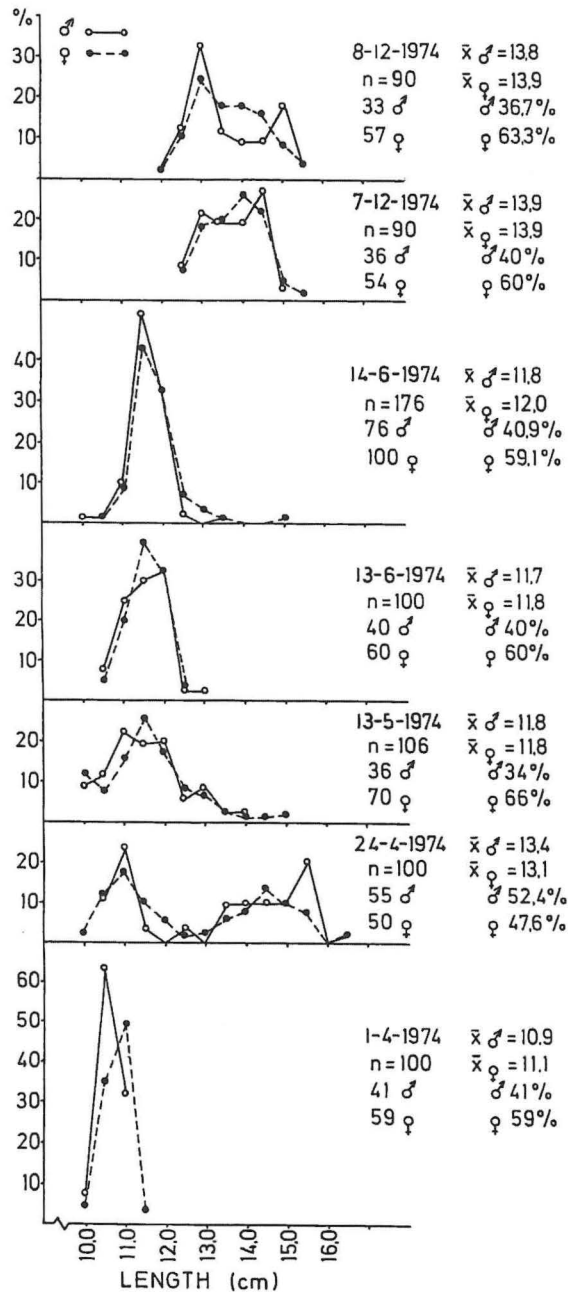 %
♂
♀
30
20
10
8-12-1974 x̄ ♂ = 13,8
n = 90 x̄ ♀ = 13,9
33 ♂ ♂ 36,7%
57 ♀ ♀ 63,3%
20
10
7-12-1974 x̄ ♂ = 13,9
n = 90 x̄ ♀ = 13,9
36 ♂ ♂ 40%
54 ♀ ♀ 60%
40
30
20
10
14-6-1974 x̄ ♂ = 11,8
n = 176 x̄ ♀ = 12,0
76 ♂ ♂ 40,9%
100 ♀ ♀ 59,1%
30
20
10
13-6-1974 x̄ ♂ = 11,7
n = 100 x̄ ♀ = 11,8
40 ♂ ♂ 40%
60 ♀ ♀ 60%
20
10
13-5-1974 x̄ ♂ = 11,8
n = 106 x̄ ♀ = 11,8
36 ♂ ♂ 34%
70 ♀ ♀ 66%
20
10
24-4-1974 x̄ ♂ = 13,4
n = 100 x̄ ♀ = 13,1
55 ♂ ♂ 52,4%
50 ♀ ♀ 47,6%
60
50
40
30
20
10
1-4-1974 x̄ ♂ = 10,9
n = 100 x̄ ♀ = 11,1
41 ♂ ♂ 41%
59 ♀ ♀ 59%
10,0 11,0 12,0 13,0 14,0 15,0 16,0
LENGTH (cm)